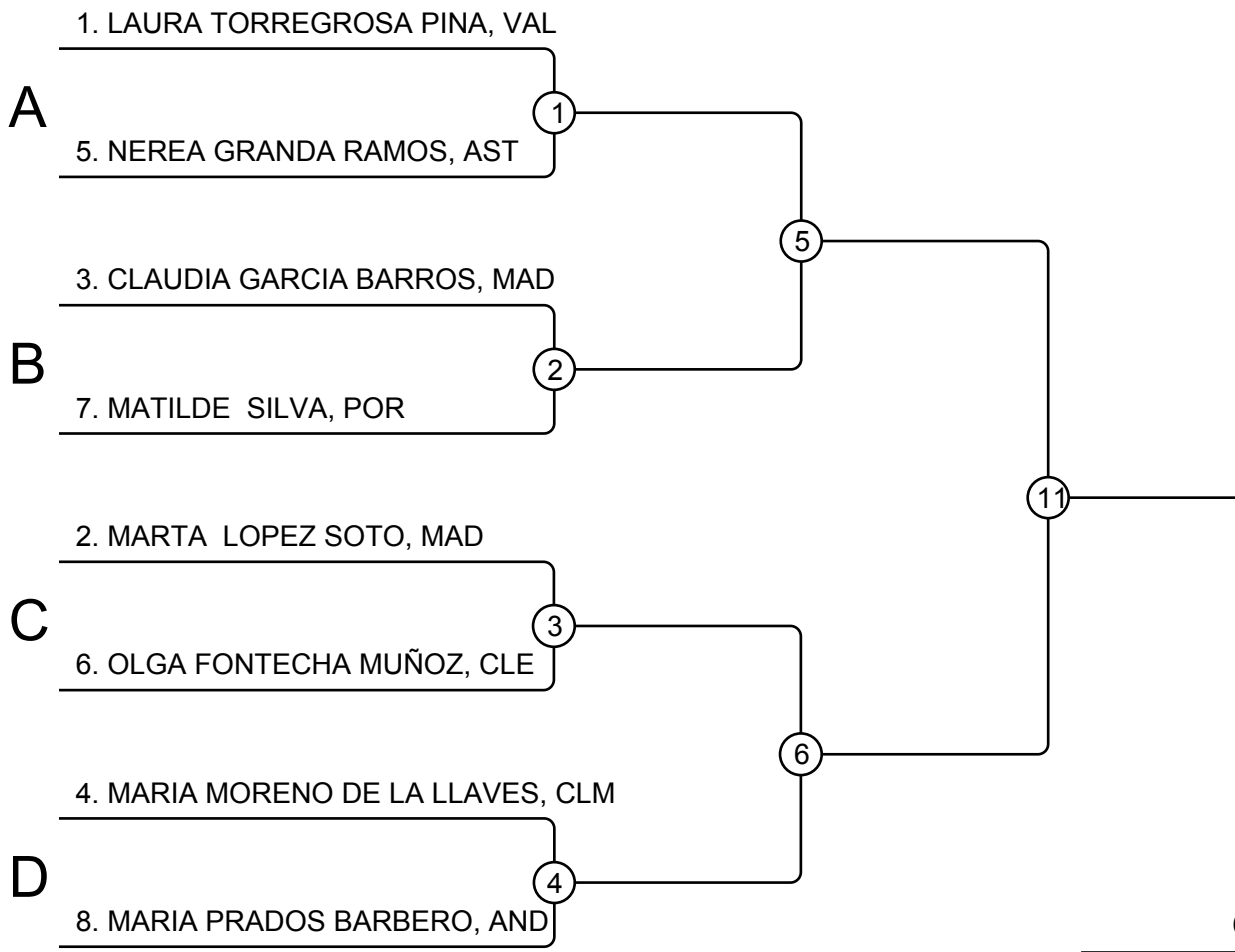 1. LAURA TORREGROSA PINA, VAL
A
1
5. NEREA GRANDA RAMOS, AST
5
3. CLAUDIA GARCIA BARROS, MAD
B
2
7. MATILDE  SILVA, POR
11
2. MARTA  LOPEZ SOTO, MAD
C
3
6. OLGA FONTECHA MUÑOZ, CLE
6
4. MARIA MORENO DE LA LLAVES, CLM
D
4
8. MARIA PRADOS BARBERO, AND